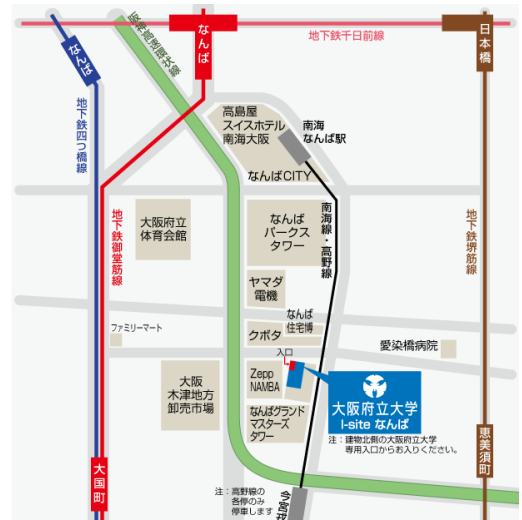 なんば
地下鉄千日前線
日本橋
なんば
阪神高速環状線
高島屋
スイスホテル
南海大阪
南海
なんば駅
なんばCITY
地下鉄四つ橋線
地下鉄御堂筋線
大阪府立
体育会館
なんば
パークス
タワー
南海線・高野線
地下鉄堺筋線
ヤマダ
電機
なんば
住宅博
クボタ
ファミリーマート
入口
愛染橋病院
大阪
木津地方
卸売市場
Zepp
NAMBA
大阪府立大学
I-site なんば
なんばグランド
マスターズ
タワー
注：建物北側の大阪府立大学
専用入口からお入りください。
大国町
恵美須町
注：高野線の
各停のみ
停車します
今宮戎